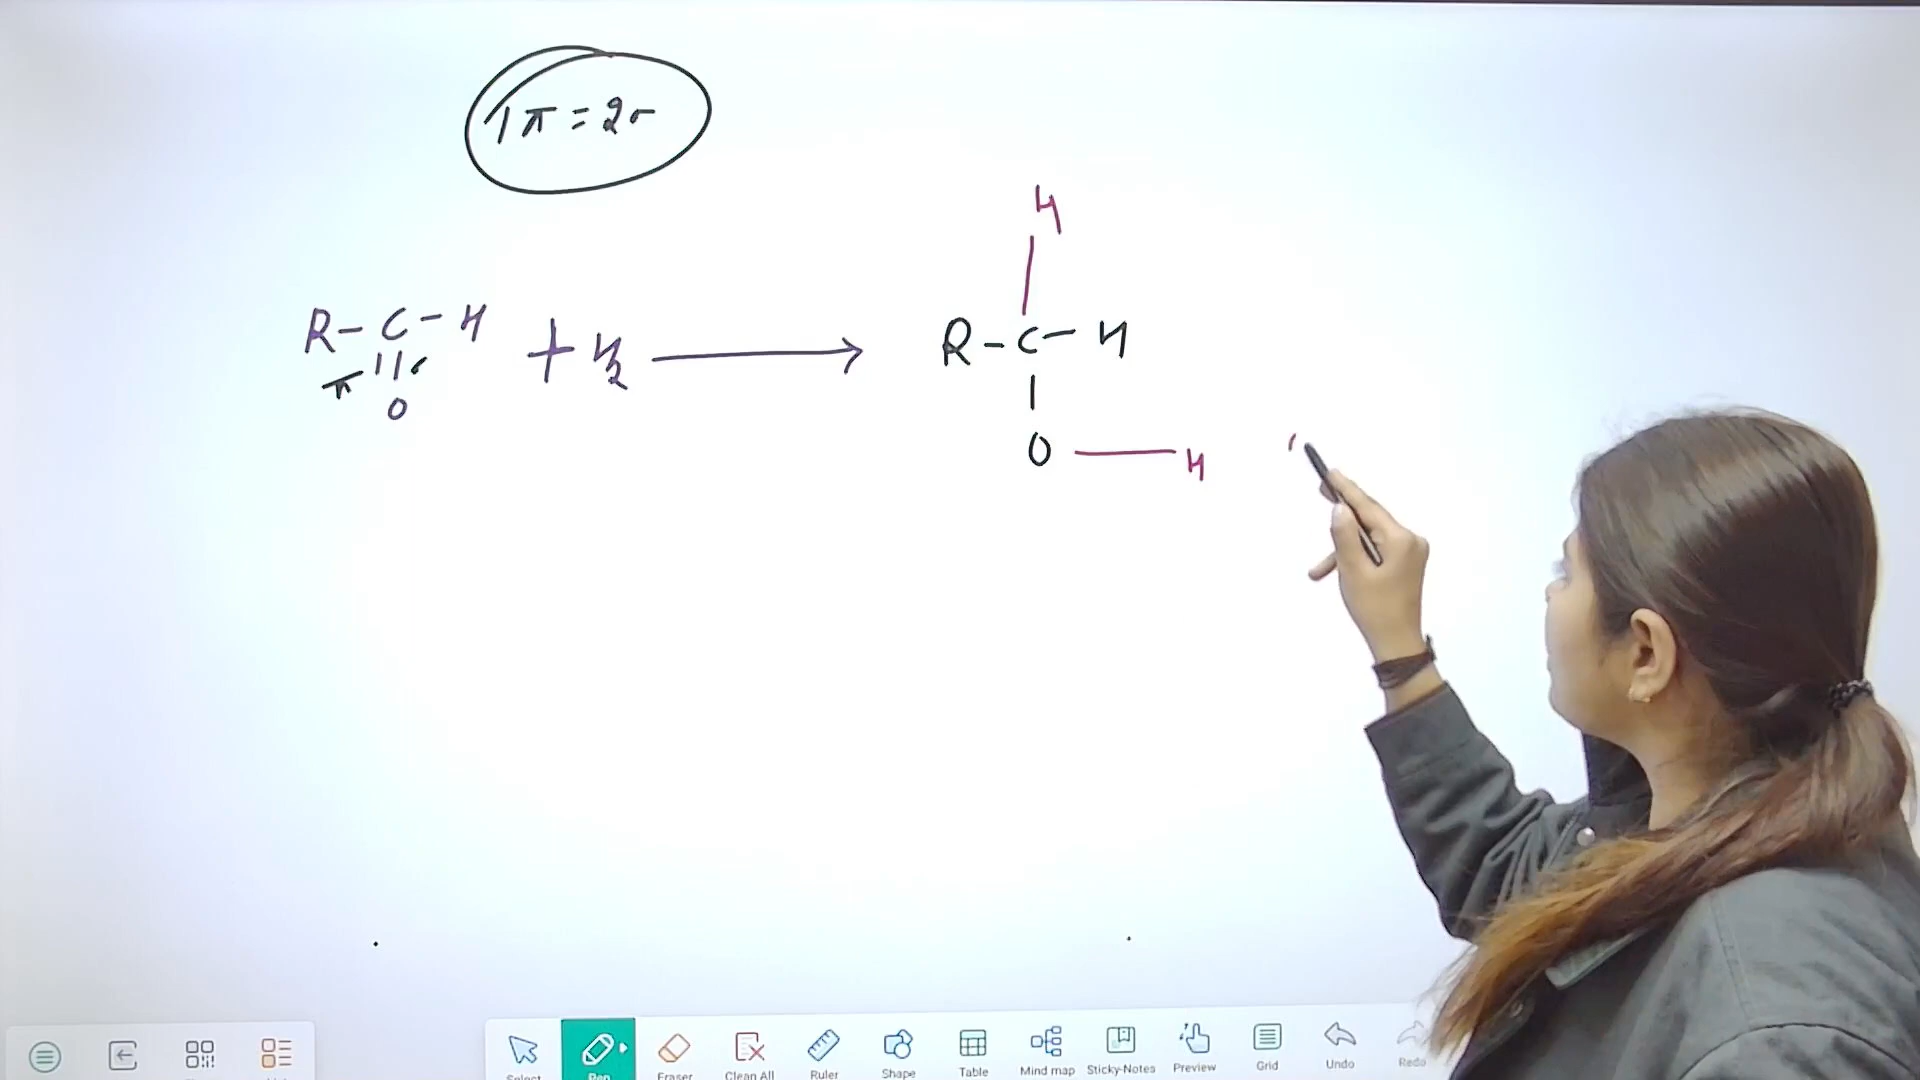 1π = 2σ
H
R - C - H + H2 → R - C - H
π || σ |
O O — H
Select Pen Eraser Clean All Ruler Shape Table Mind map Sticky-Notes Preview Grid Undo Redo